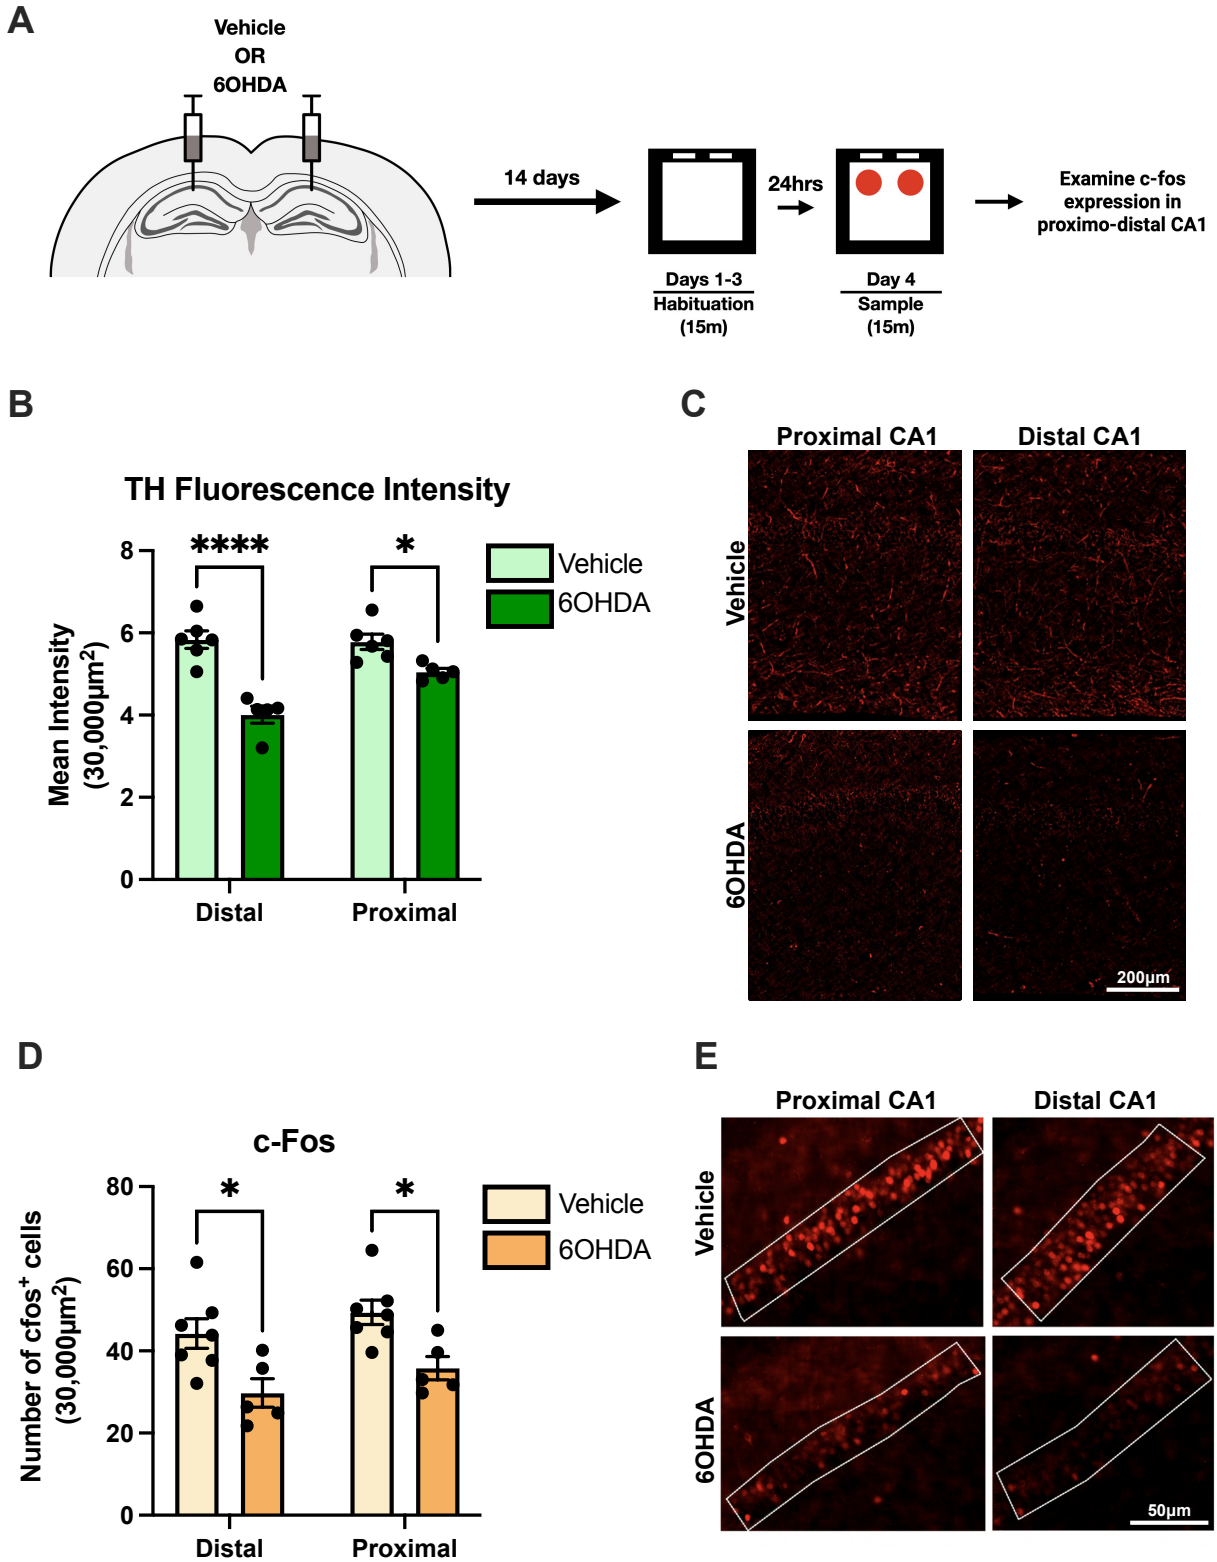 A
Vehicle
OR
6OHDA
14 days
24hrs
Examine c-fos
expression in
proximo-distal CA1
Days 1-3
Habituation
(15m)
Day 4
Sample
(15m)
B
TH Fluorescence Intensity
Mean Intensity
(30,000µm²)
8
6
4
2
0
****
*
Vehicle
6OHDA
Distal
Proximal
C
Proximal CA1
Distal CA1
Vehicle
6OHDA
200µm
D
c-Fos
Number of cfos⁺ cells
(30,000µm²)
80
60
40
20
0
*
*
Vehicle
6OHDA
Distal
Proximal
E
Proximal CA1
Distal CA1
Vehicle
6OHDA
50µm